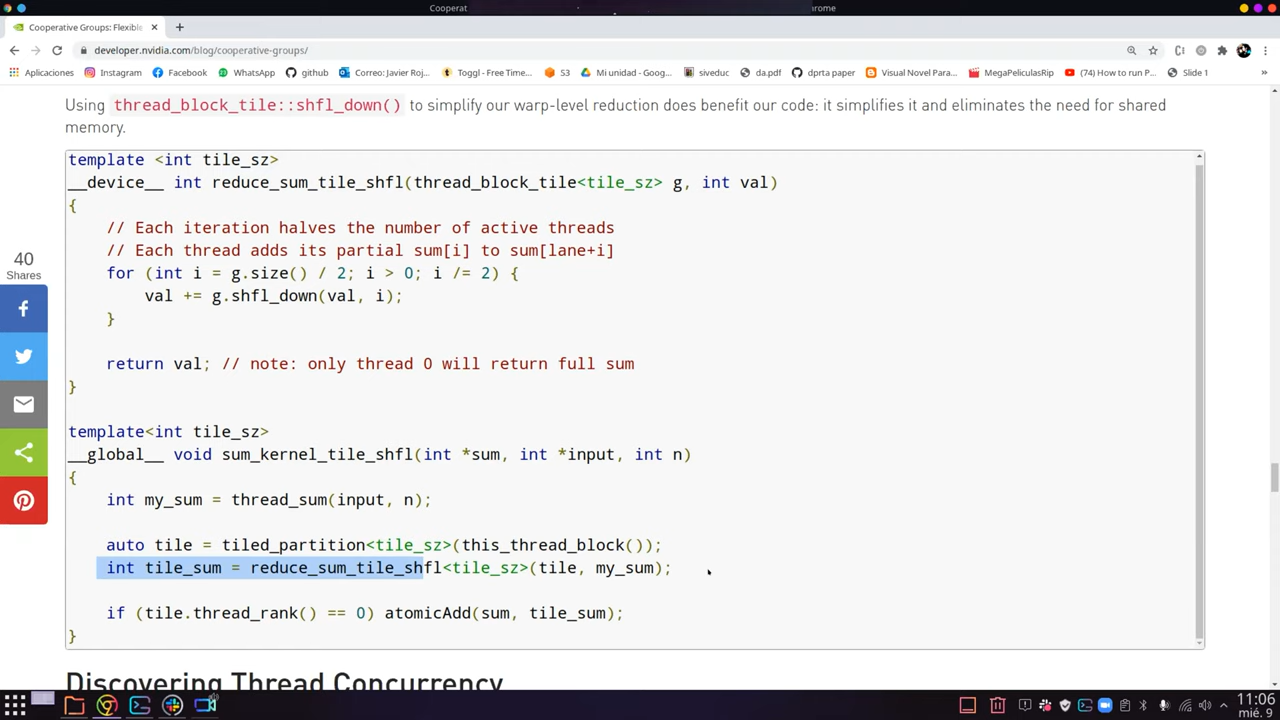 Cooperat
rome
Cooperative Groups: Flexible
developer.nvidia.com/blog/cooperative-groups/
Aplicaciones
Instagram
Facebook
WhatsApp
github
Correo: Javier Roj...
Toggl - Free Time...
53
Mi unidad - Goog...
siveduc
da.pdf
dprta paper
Visual Novel Para...
MegaPeliculasRip
(74) How to run P...
Slide 1
Using thread_block_tile::shfl_down() to simplify our warp-level reduction does benefit our code: it simplifies it and eliminates the need for shared
memory.
template <int tile_sz>
__device__ int reduce_sum_tile_shfl(thread_block_tile<tile_sz> g, int val)
{
// Each iteration halves the number of active threads
// Each thread adds its partial sum[i] to sum[lane+i]
for (int i = g.size() / 2; i > 0; i /= 2) {
val += g.shfl_down(val, i);
}
return val; // note: only thread 0 will return full sum
}
template<int tile_sz>
__global__ void sum_kernel_tile_shfl(int *sum, int *input, int n)
{
int my_sum = thread_sum(input, n);
auto tile = tiled_partition<tile_sz>(this_thread_block());
int tile_sum = reduce_sum_tile_shfl<tile_sz>(tile, my_sum);
if (tile.thread_rank() == 0) atomicAdd(sum, tile_sum);
}
40
Shares
Discovering Thread Concurrency
11:06
mié. 9